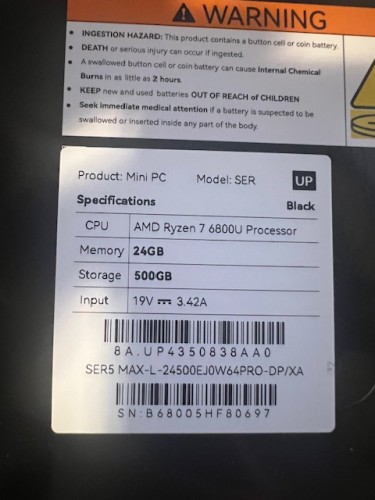 WARNING
• INGESTION HAZARD: This product contains a button cell or coin battery.
• DEATH or serious injury can occur if ingested.
• A swallowed button cell or coin battery can cause Internal Chemical
Burns in as little as 2 hours.
• KEEP new and used batteries OUT OF REACH of CHILDREN
• Seek immediate medical attention if a battery is suspected to be
swallowed or inserted inside any part of the body.
Product: Mini PC Model: SER UP
Specifications Black
CPU AMD Ryzen 7 6800U Processor
Memory 24GB
Storage 500GB
Input 19V ⎓ 3.42A
8A.UP4350838AA0
SER5 MAX-L-24500EJ0W64PRO-DP/XA
SN:B68005HF80697